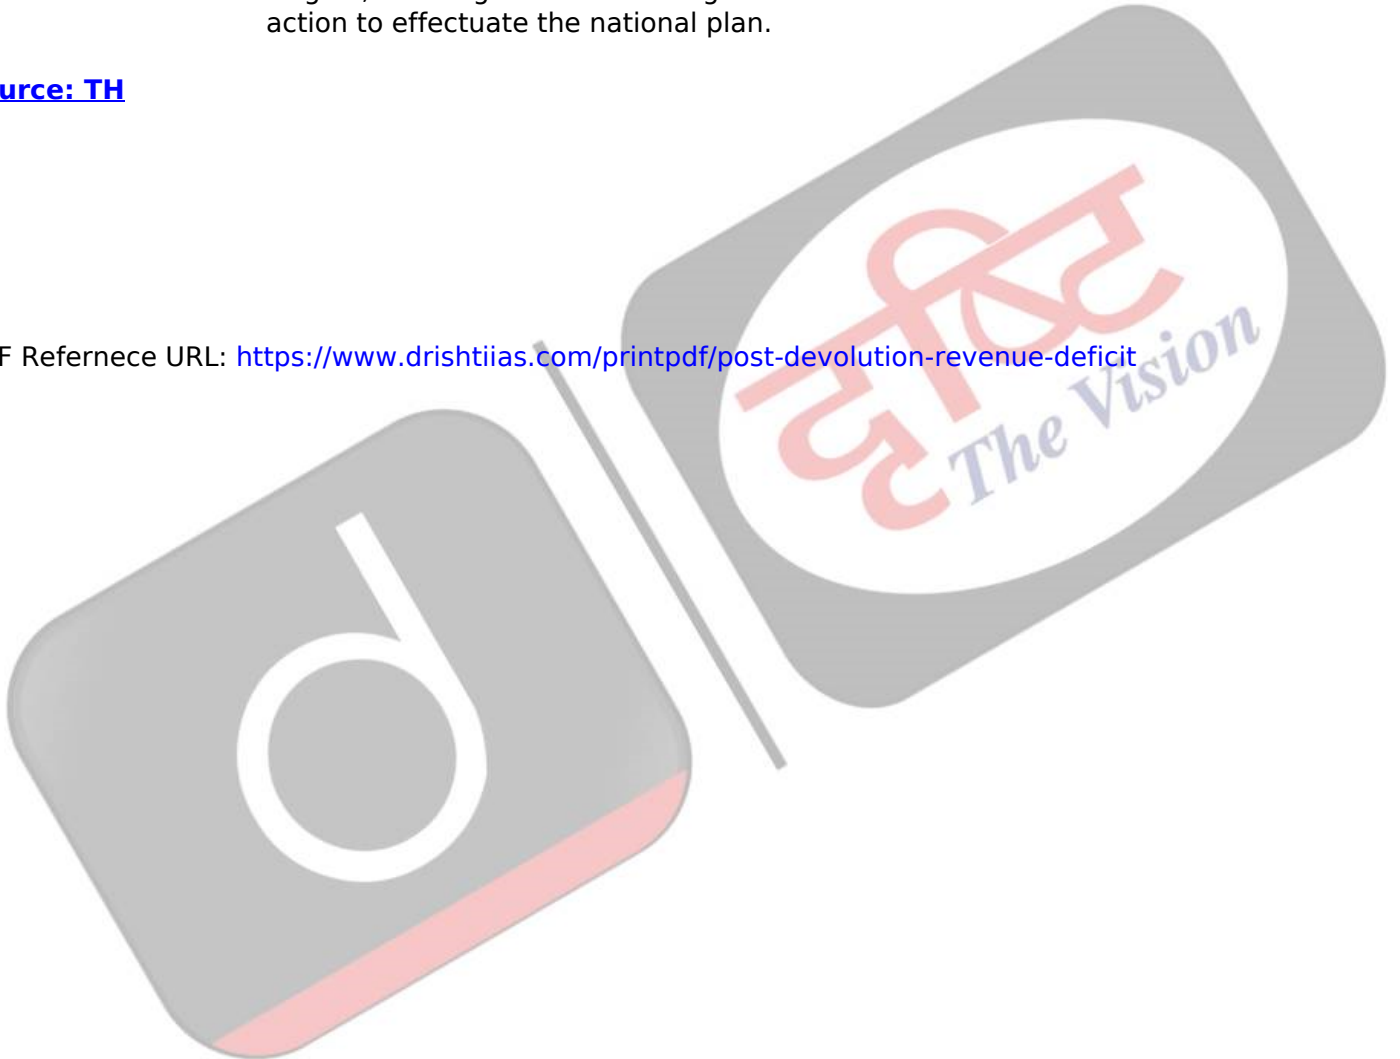 action to effectuate the national plan.
urce: TH
F Refernece URL: https://www.drishtiias.com/printpdf/post-devolution-revenue-deficit
दृष्टि
The Vision
d